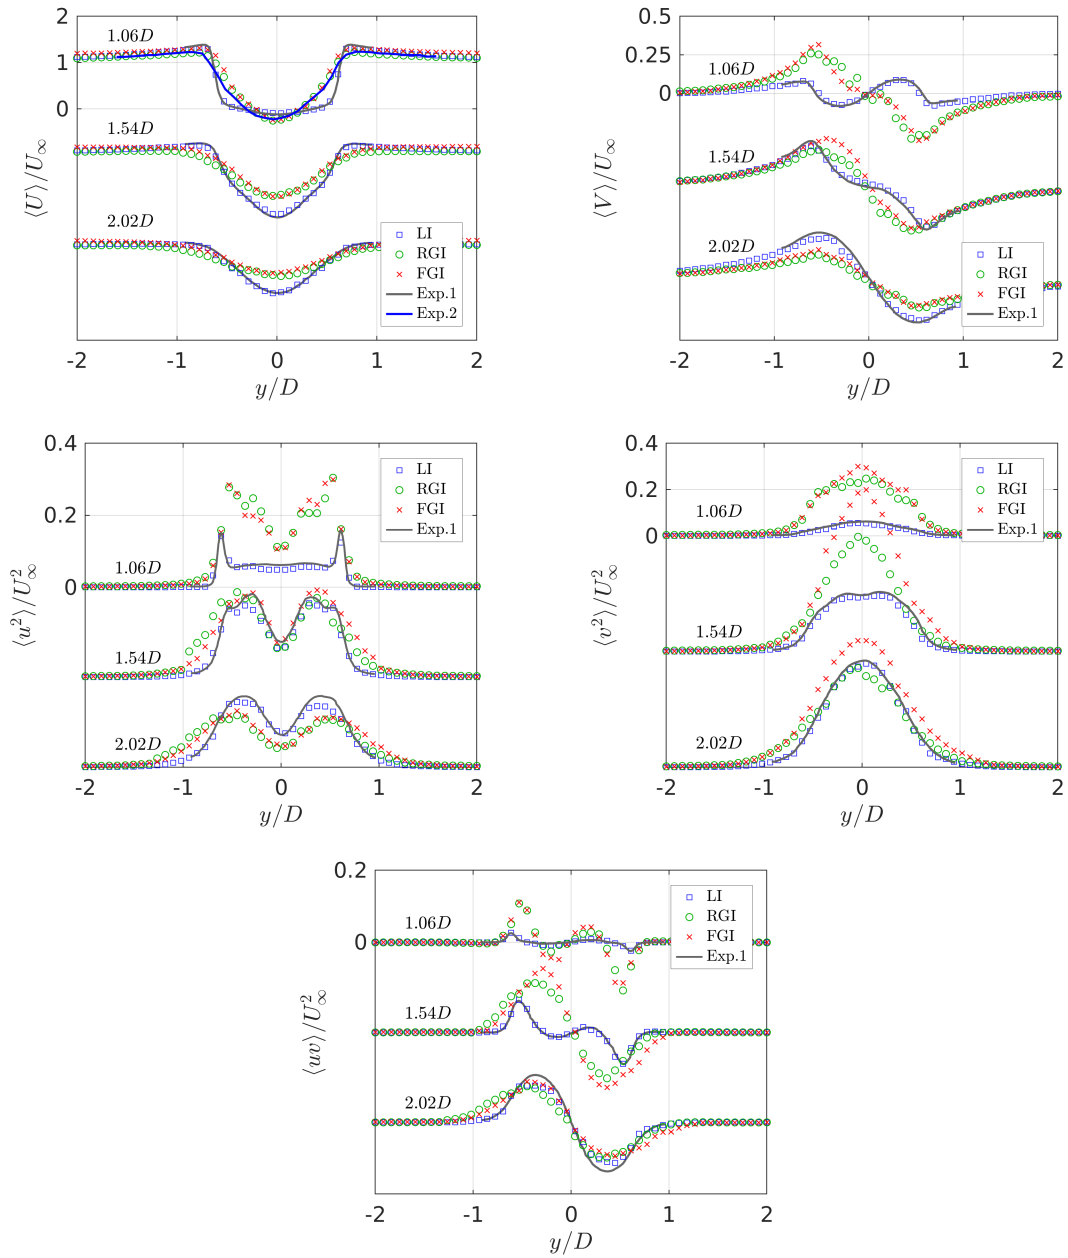 2
1
0
⟨U⟩/U∞
1.06D
1.54D
2.02D
LI
RGI
FGI
Exp.1
Exp.2
-2 -1 0 1 2
y/D
0.5
0.25
0
⟨V⟩/U∞
1.06D
1.54D
2.02D
LI
RGI
FGI
Exp.1
-2 -1 0 1 2
y/D
0.4
0.2
0
⟨u²⟩/U²∞
1.06D
1.54D
2.02D
LI
RGI
FGI
Exp.1
-2 -1 0 1 2
y/D
0.4
0.2
0
⟨v²⟩/U²∞
1.06D
1.54D
2.02D
LI
RGI
FGI
Exp.1
-2 -1 0 1 2
y/D
0.2
0
⟨uv⟩/U²∞
1.06D
1.54D
2.02D
LI
RGI
FGI
Exp.1
-2 -1 0 1 2
y/D